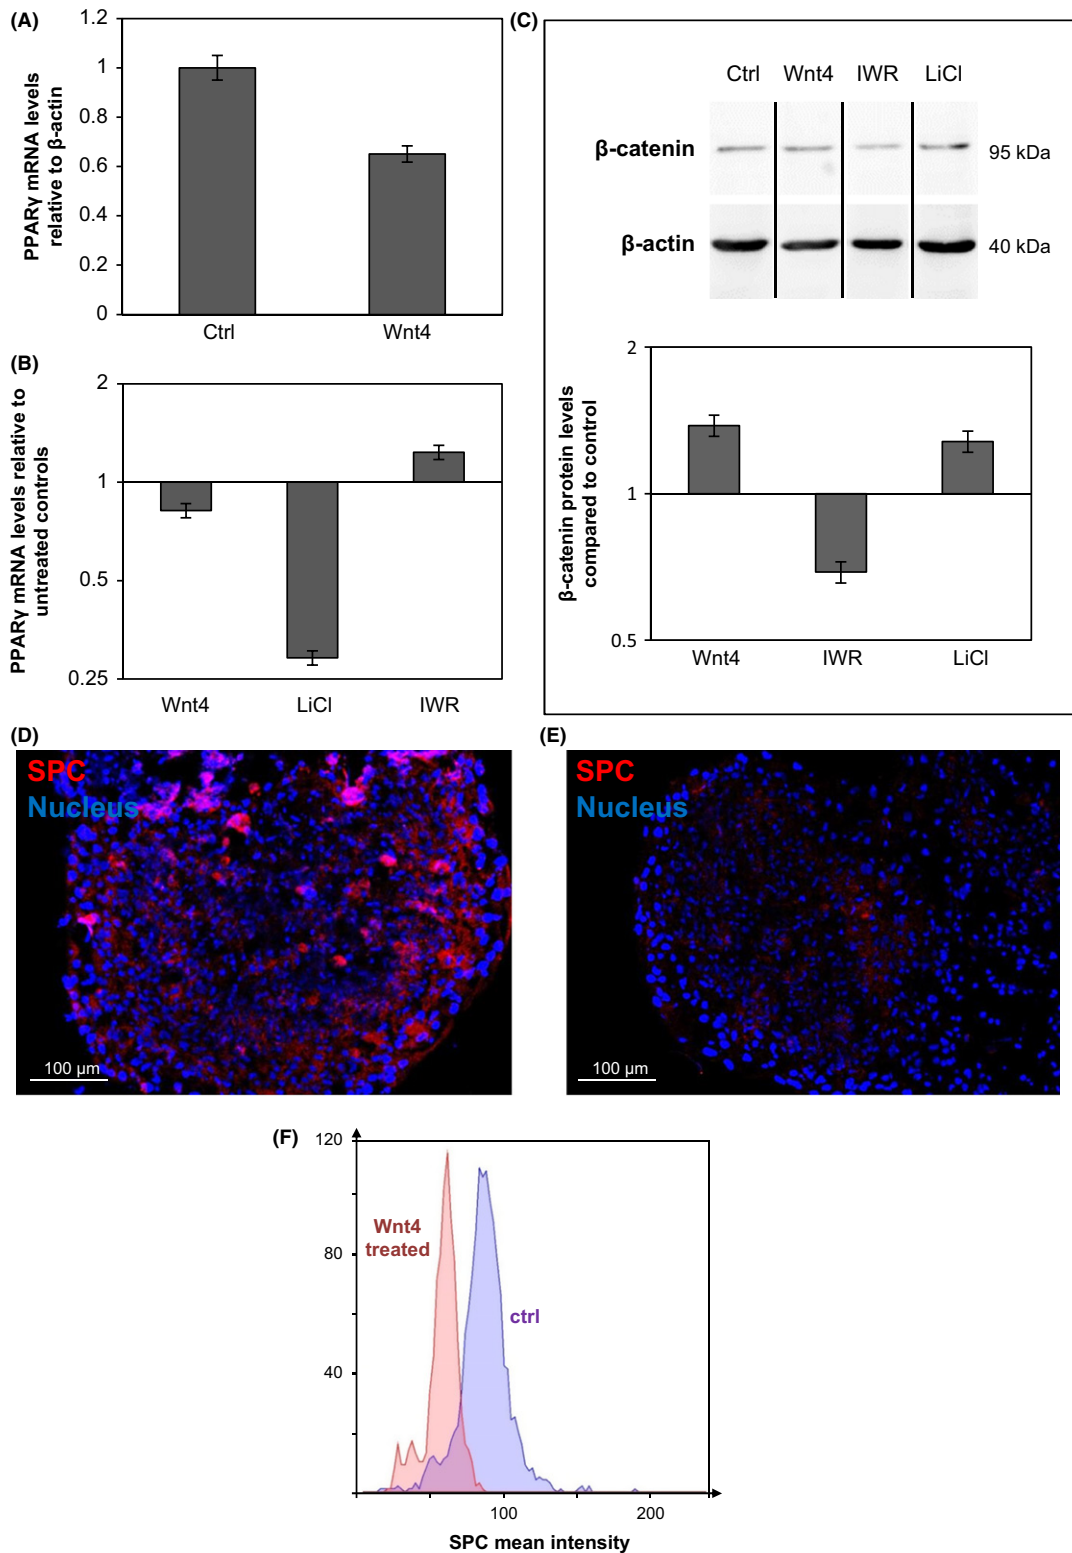 (A)
PPARγ mRNA levels
relative to β-actin
1.2
1
0.8
0.6
0.4
0.2
0
Ctrl
Wnt4
(B)
PPARγ mRNA levels relative to
untreated controls
2
1
0.5
0.25
Wnt4
LiCl
IWR
(C)
Ctrl
Wnt4
IWR
LiCl
β-catenin
95 kDa
β-actin
40 kDa
β-catenin protein levels
compared to control
2
1
0.5
Wnt4
IWR
LiCl
(D)
SPC
Nucleus
100 μm
(E)
SPC
Nucleus
100 μm
(F)
120
80
40
Wnt4
treated
ctrl
100
200
SPC mean intensity